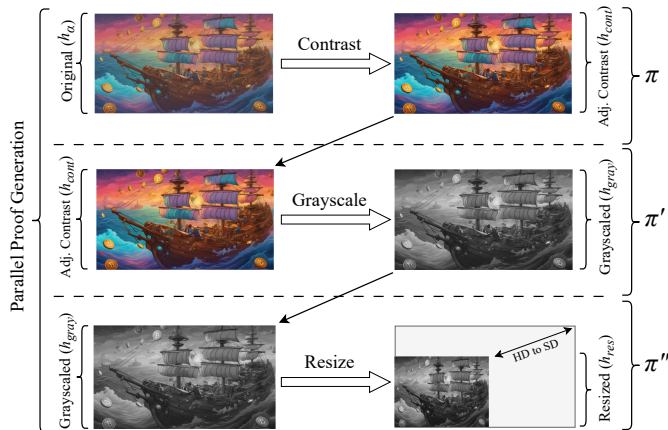 Parallel Proof Generation
Original (h_a)
Contrast
Adj. Contrast (h_cont)
π
Adj. Contrast (h_cont)
Grayscale
Grayscaled (h_gray)
π′
Grayscaled (h_gray)
Resize
HD to SD
Resized (h_res)
π″